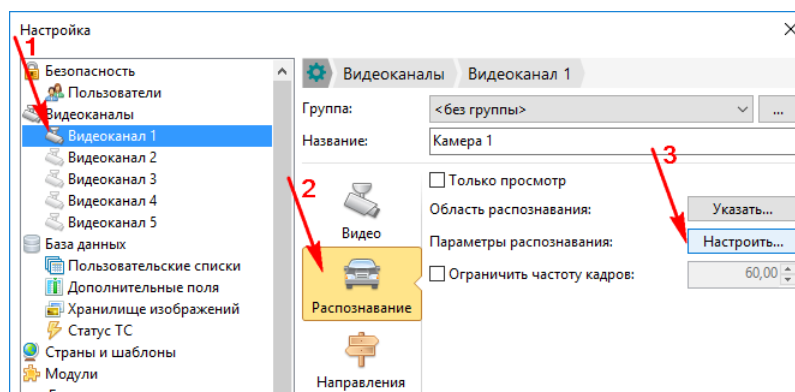 Настройка
1
Безопасность
Пользователи
Видеоканалы
Видеоканал 1
Видеоканал 2
Видеоканал 3
Видеоканал 4
Видеоканал 5
База данных
Пользовательские списки
Дополнительные поля
Хранилище изображений
Статус ТС
Страны и шаблоны
Модули
Видеоканалы Видеоканал 1
Группа: <без группы> ...
Название: Камера 1
2
3
Видео
Распознавание
Направления
Только просмотр
Область распознавания: Указать...
Параметры распознавания: Настроить...
Ограничить частоту кадров: 60,00